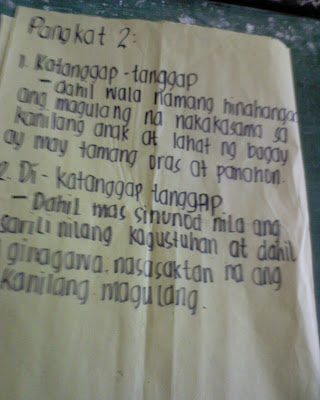 Pangkat 2:
1. Katanggap-tanggap
- dahil wala namang hinahangad
ang magulang na nakakasama sa
kanilang anak at lahat ng bagay
ay may tamang oras at panahon.
2. Di-katanggap tanggap
- Dahil mas sinunod nila ang
sarili nilang kagustuhan at dahil
ginagawa. nasasaktan na ang
kanilang magulang.